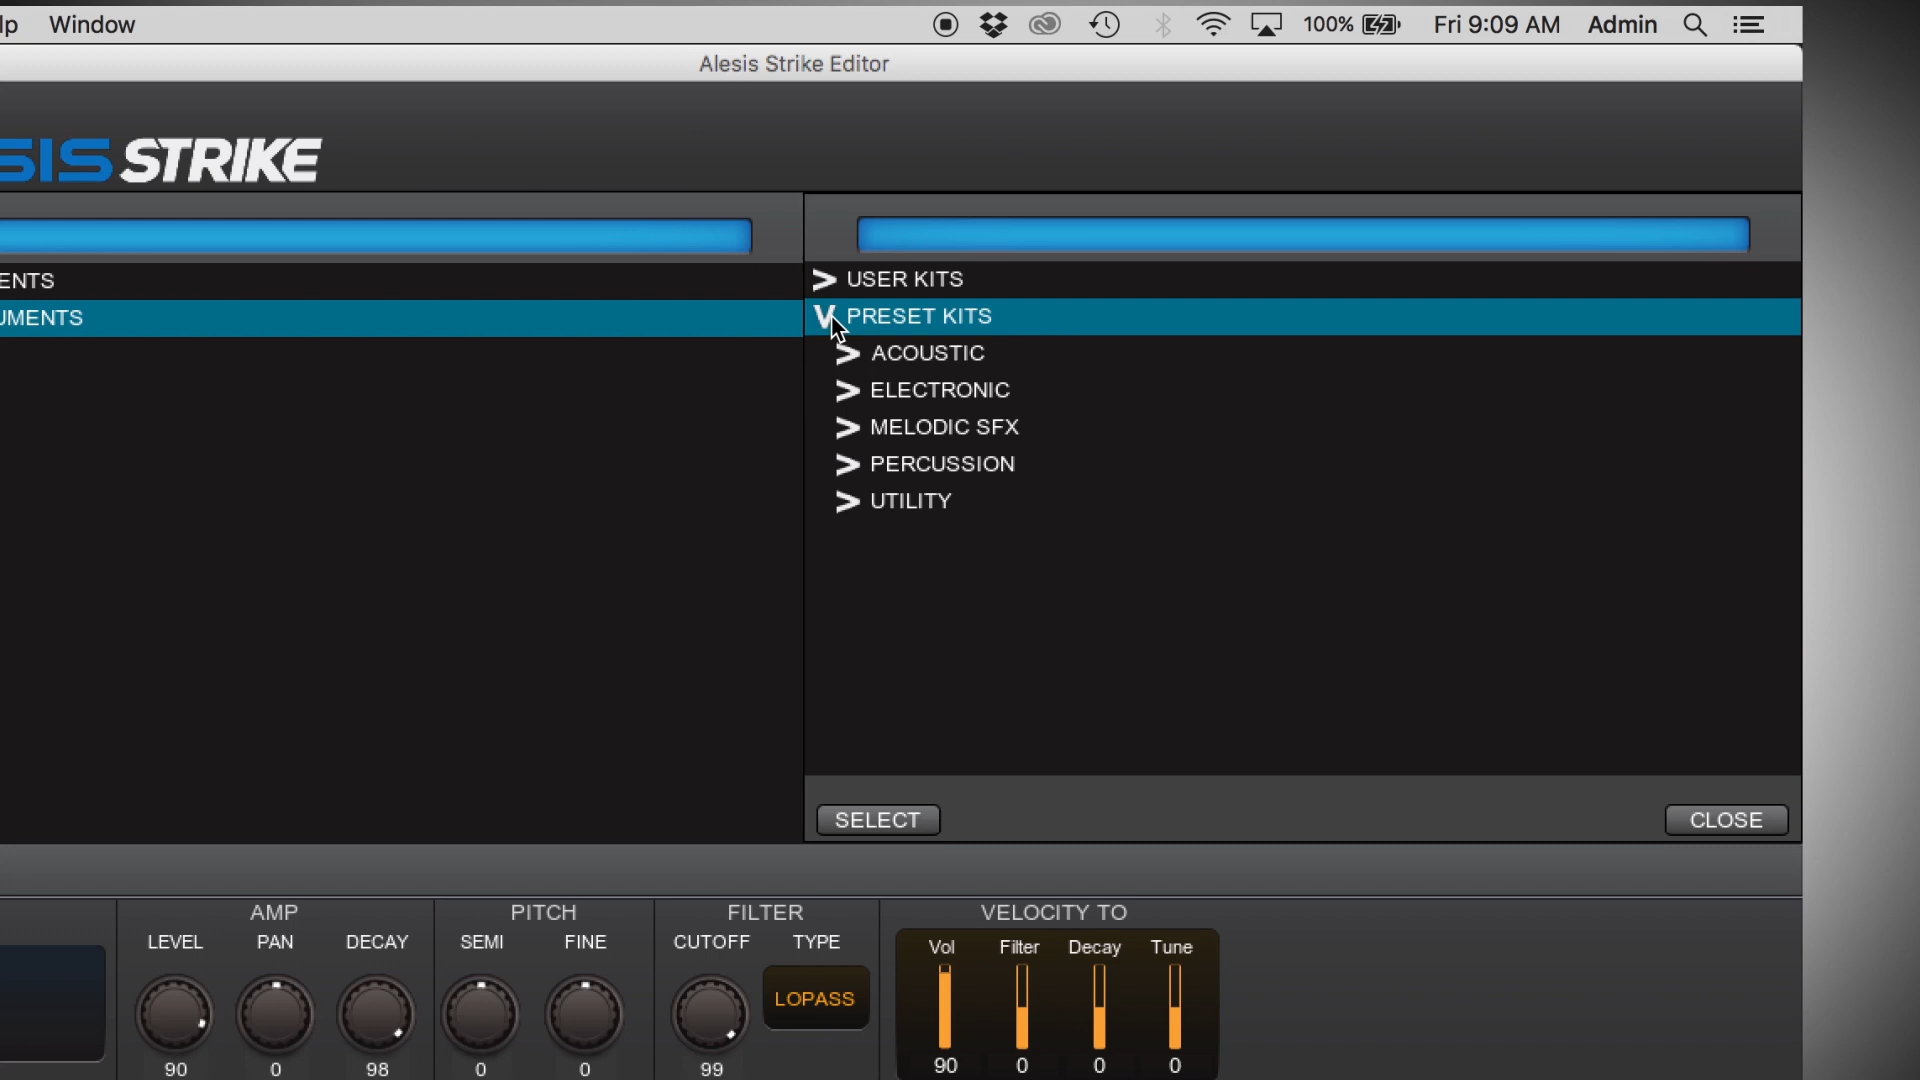 lp Window 100% Fri 9:09 AM Admin
Alesis Strike Editor
SIS STRIKE
ENTS
UMENTS
> USER KITS
V PRESET KITS
> ACOUSTIC
> ELECTRONIC
> MELODIC SFX
> PERCUSSION
> UTILITY
SELECT CLOSE
AMP PITCH FILTER VELOCITY TO
LEVEL PAN DECAY SEMI FINE CUTOFF TYPE Vol Filter Decay Tune
LOPASS
90 0 98 0 0 99 90 0 0 0